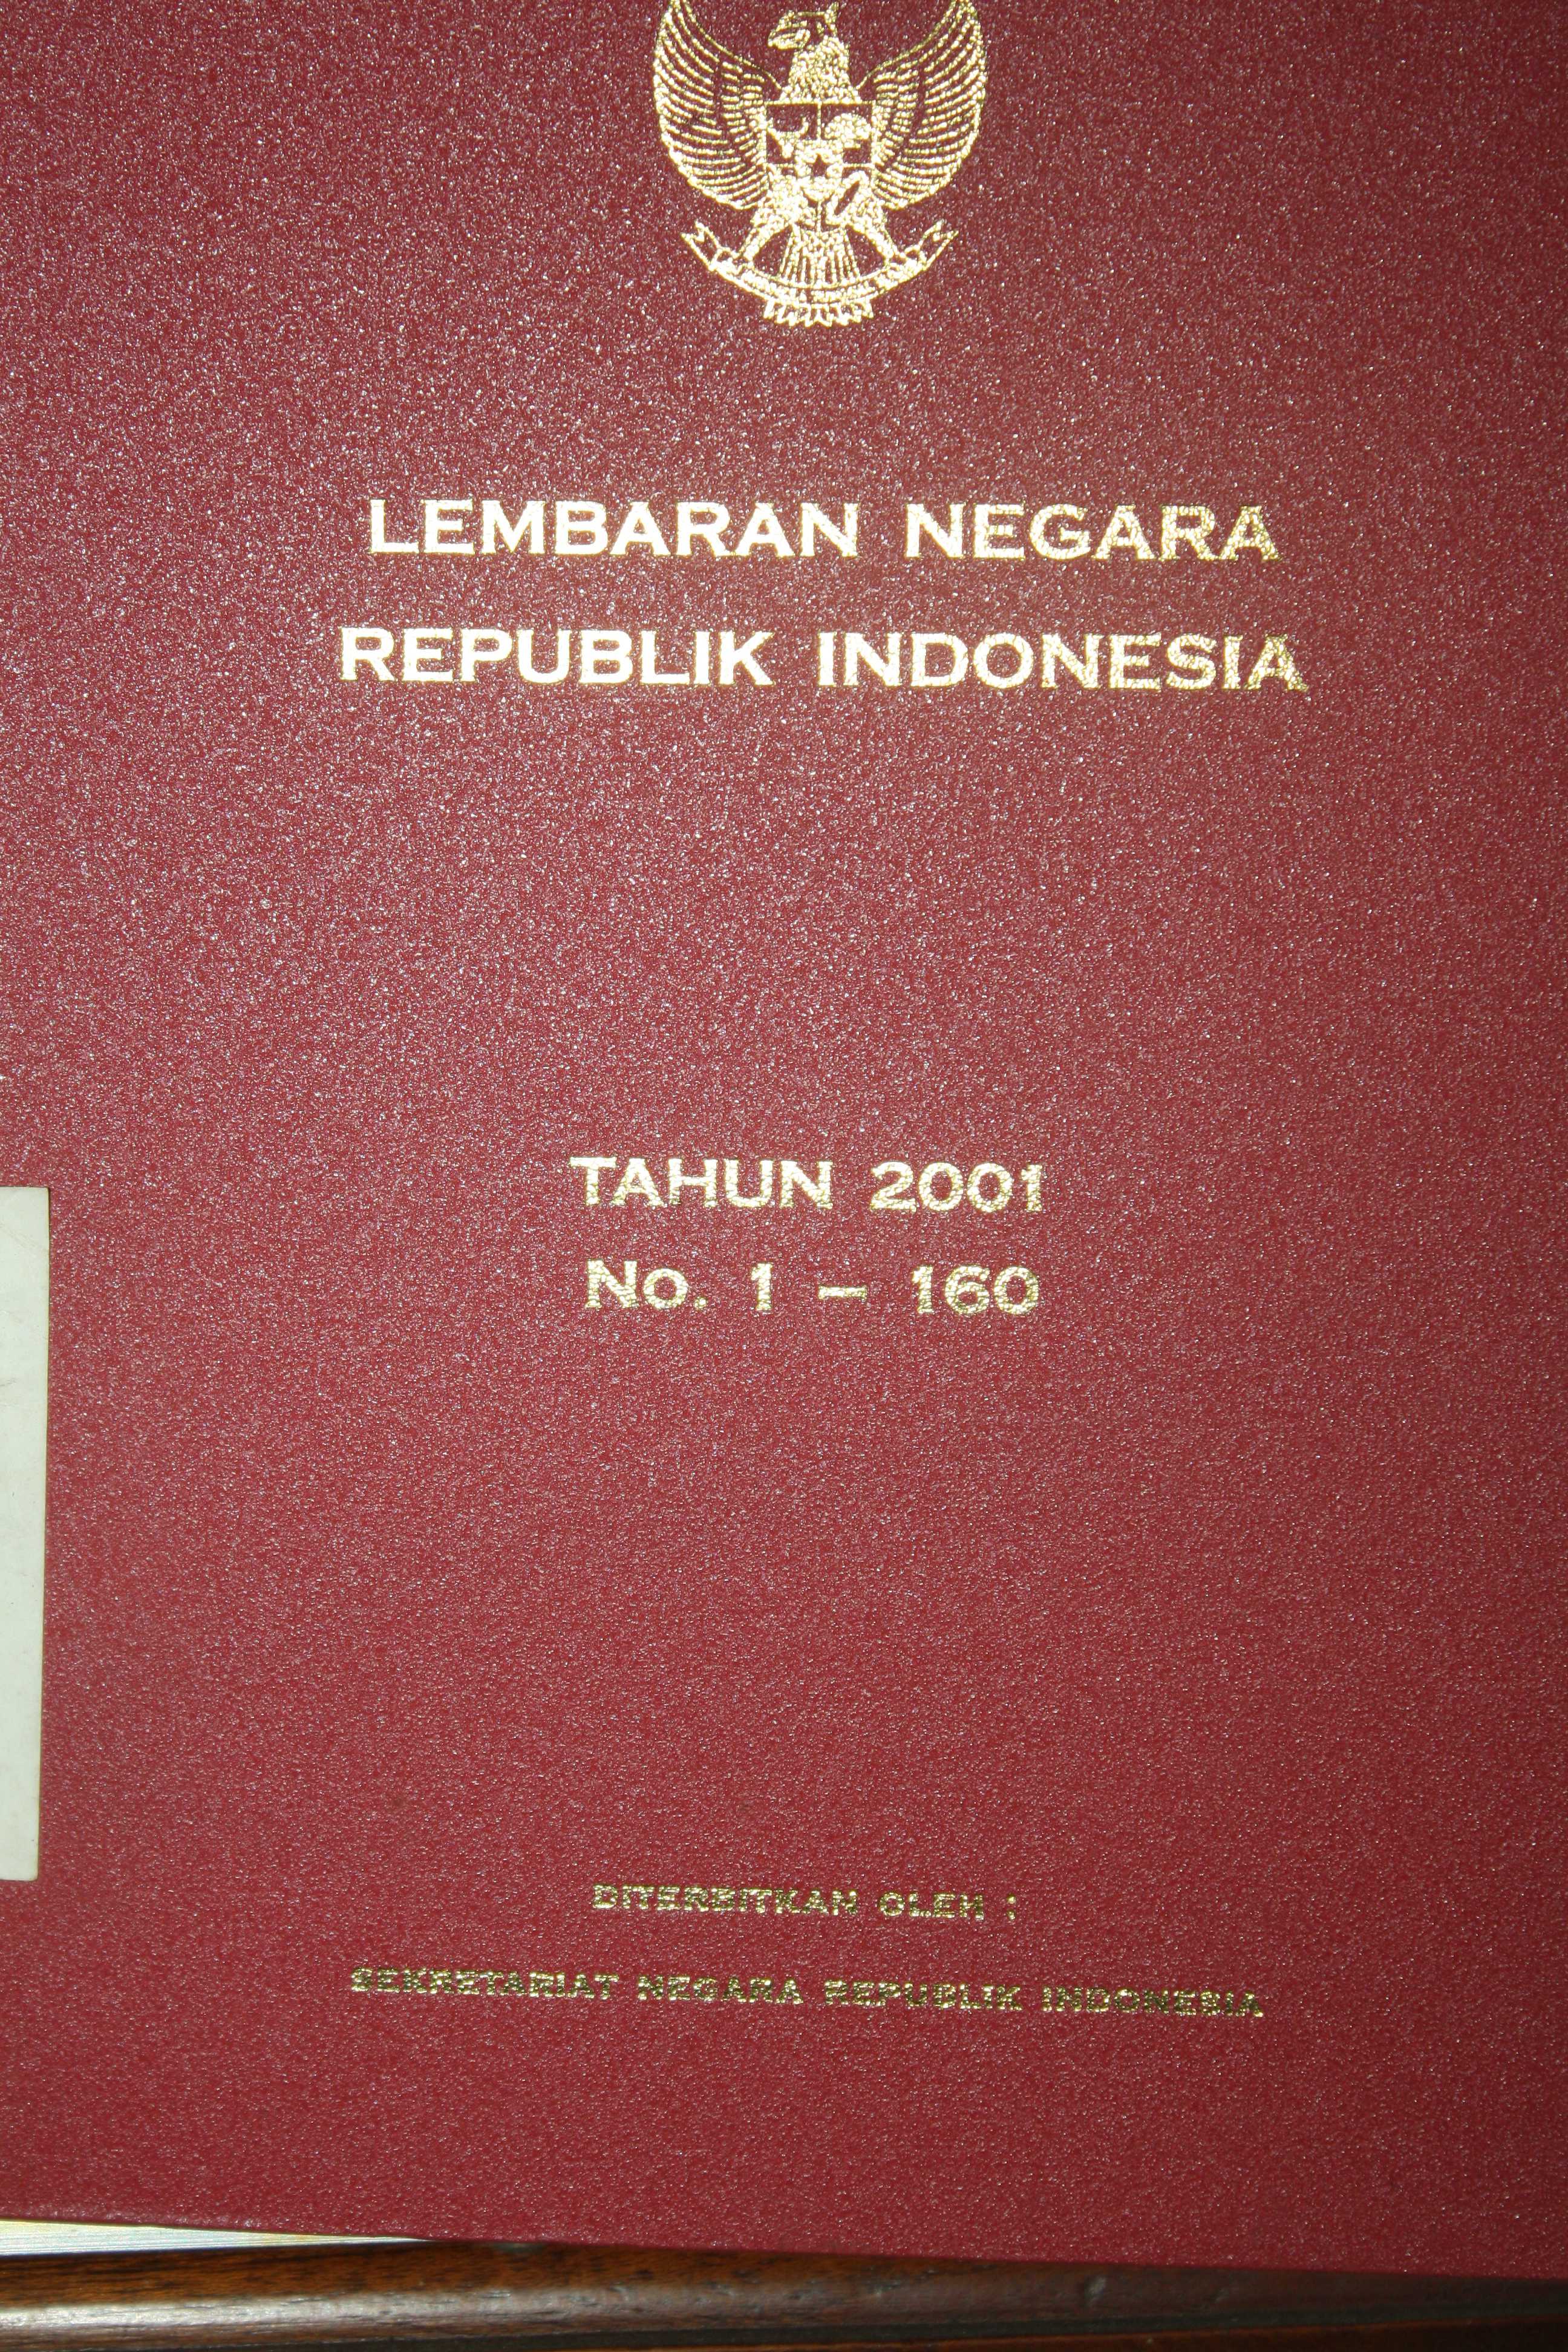 LEMBARAN NEGARA
REPUBLIK INDONESIA
TAHUN 2001
No. 1 – 160
DITERBITKAN OLEH :
SEKRETARIAT NEGARA REPUBLIK INDONESIA